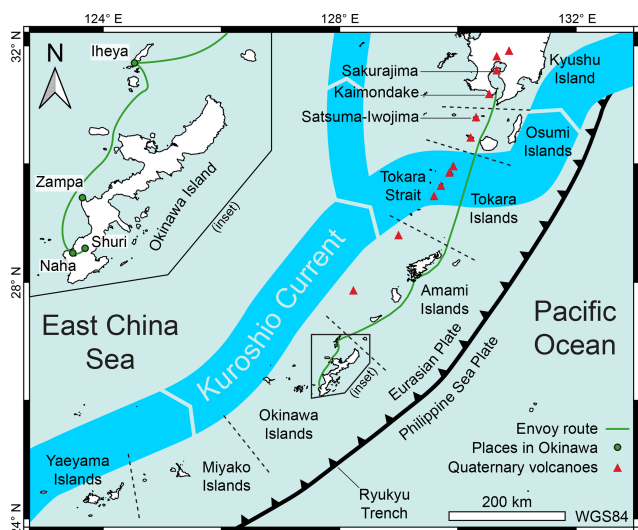 124° E
128° E
132° E
32° N
Iheya
N
Kyushu
Island
Sakurajima
Kaimondake
Satsuma-Iwojima
Osumi
Islands
Zampa
Okinawa Island
(inset)
Tokara
Strait
Tokara
Islands
Shuri
Naha
28° N
Kuroshio Current
Amami
Islands
East China
Sea
Pacific
Ocean
Eurasian Plate
Philippine Sea Plate
(inset)
Okinawa
Islands
Envoy route
Places in Okinawa
Quaternary volcanoes
Yaeyama
Islands
Miyako
Islands
Ryukyu
Trench
200 km
WGS84
24° N